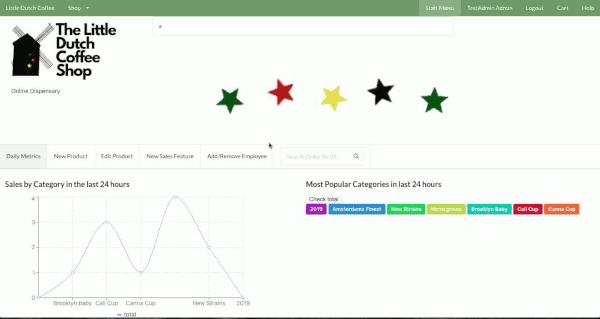 Little Dutch Coffee Shop Staff Menu TestAdmin Admin Logout Cart Help
The Little
Dutch
Coffee
Shop
Online Dispensary
Daily Metrics New Product Edit Product New Sales Feature Add/Remove Employee Search Order By ID...
Sales by Category in the last 24 hours
4
3
2
1
0
Brooklyn baby Cali Cup Canna Cup New Strains 2019
total
Most Popular Categories in last 24 hours
Check total
2019 Amsterdams Finest New Strains Homegrown Brooklyn Baby Cali Cup Canna Cup